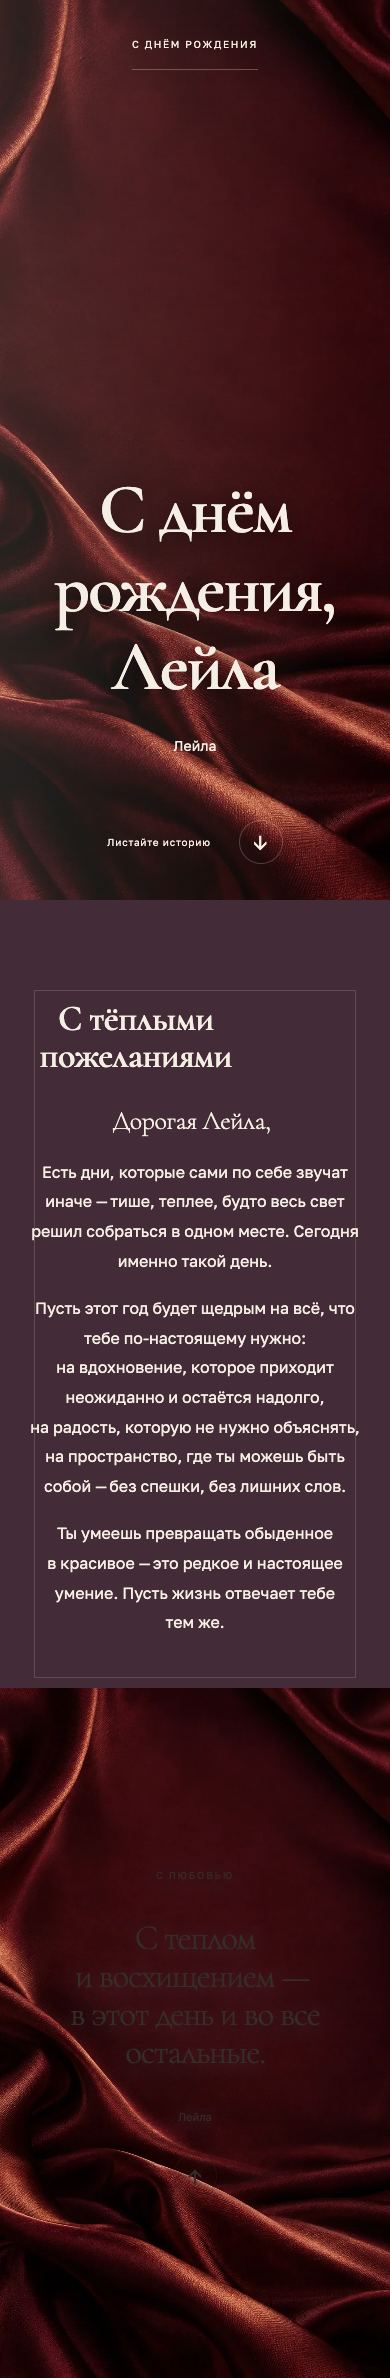 С ДНЁМ РОЖДЕНИЯ
С днём
рождения,
Лейла
Лейла
Листайте историю
С тёплыми
пожеланиями
Дорогая Лейла,
Есть дни, которые сами по себе звучат
иначе — тише, теплее, будто весь свет
решил собраться в одном месте. Сегодня
именно такой день.
Пусть этот год будет щедрым на всё, что
тебе по-настоящему нужно:
на вдохновение, которое приходит
неожиданно и остаётся надолго,
на радость, которую не нужно объяснять,
на пространство, где ты можешь быть
собой — без спешки, без лишних слов.
Ты умеешь превращать обыденное
в красивое — это редкое и настоящее
умение. Пусть жизнь отвечает тебе
тем же.
С ЛЮБОВЬЮ
С теплом
и восхищением —
в этот день и во все
остальные.
Лейла